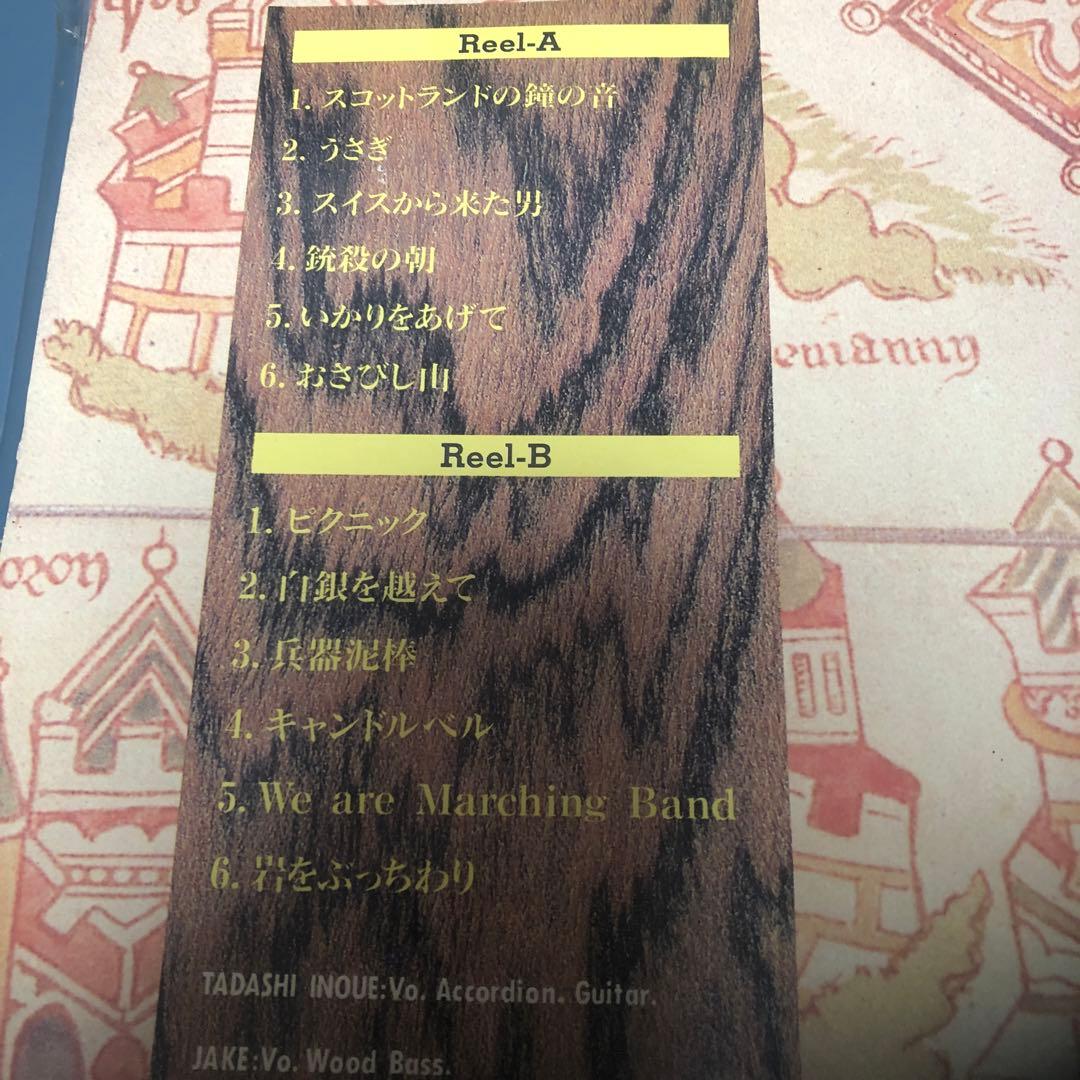 Reel-A
1. スコットランドの鐘の音
2. うさぎ
3. スイスから来た男
4. 銃殺の朝
5. いかりをあげて
6. おさびし山
Reel-B
1. ピクニック
2. 白銀を越えて
3. 兵器泥棒
4. キャンドルベル
5. We are Marching Band
6. 岩をぶっちわり
TADASHI INOUE:Vo. Accordion. Guitar.
JAKE:Vo. Wood Bass.